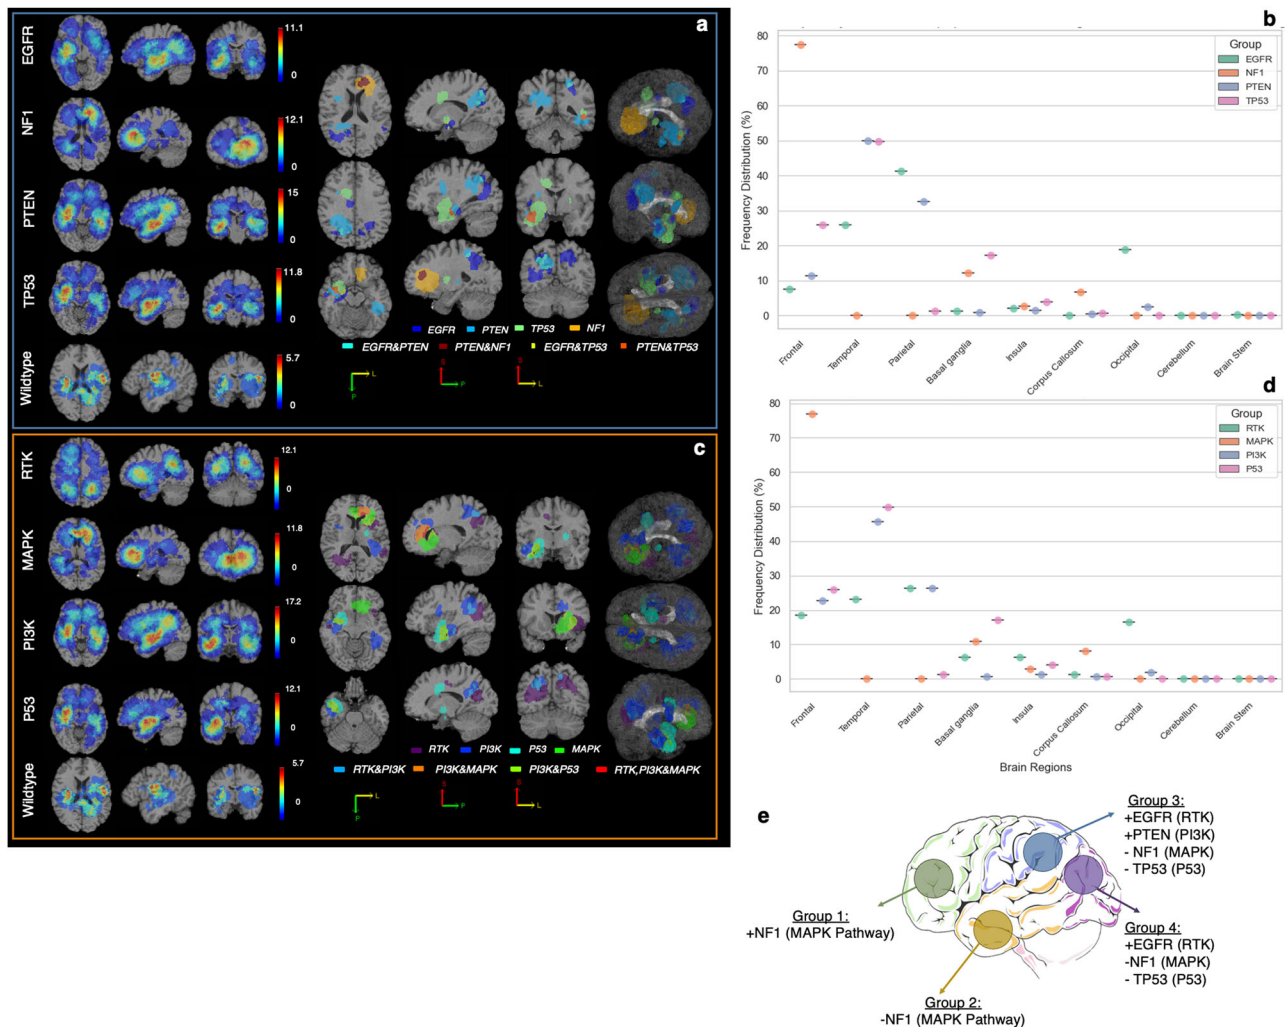 a
EGFR
11.1
0
NF1
12.1
0
PTEN
15
0
TP53
11.8
0
Wildtype
5.7
0
EGFR PTEN TP53 NF1
EGFR&PTEN PTEN&NF1 EGFR&TP53 PTEN&TP53
L
P
S
P
S
L
c
RTK
12.1
0
MAPK
11.8
0
PI3K
17.2
0
P53
12.1
0
Wildtype
5.7
0
RTK PI3K P53 MAPK
RTK&PI3K PI3K&MAPK PI3K&P53 RTK,PI3K&MAPK
L
P
S
P
S
L
b
Frequency Distribution (%)
80
70
60
50
40
30
20
10
0
Group
EGFR
NF1
PTEN
TP53
Frontal
Temporal
Parietal
Basal ganglia
Insula
Corpus Callosum
Occipital
Cerebellum
Brain Stem
d
Frequency Distribution (%)
80
70
60
50
40
30
20
10
0
Group
RTK
MAPK
PI3K
P53
Frontal
Temporal
Parietal
Basal ganglia
Insula
Corpus Callosum
Occipital
Cerebellum
Brain Stem
Brain Regions
e
Group 1:
+NF1 (MAPK Pathway)
Group 2:
-NF1 (MAPK Pathway)
Group 3:
+EGFR (RTK)
+PTEN (PI3K)
- NF1 (MAPK)
- TP53 (P53)
Group 4:
+EGFR (RTK)
-NF1 (MAPK)
- TP53 (P53)